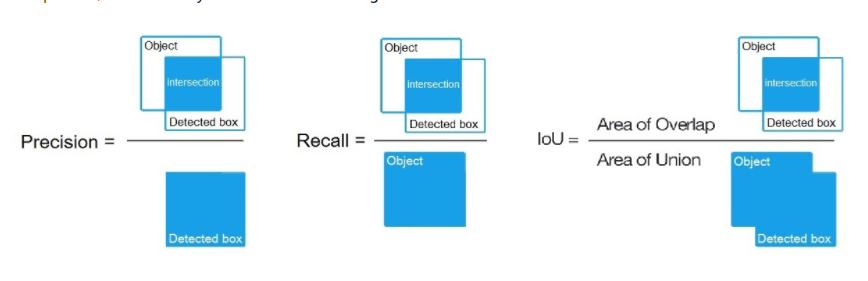 Object
intersection
Detected box
Precision =
Detected box
Object
intersection
Detected box
Recall =
Object
Object
intersection
Detected box
IoU =
Area of Overlap
Area of Union
Object
Detected box